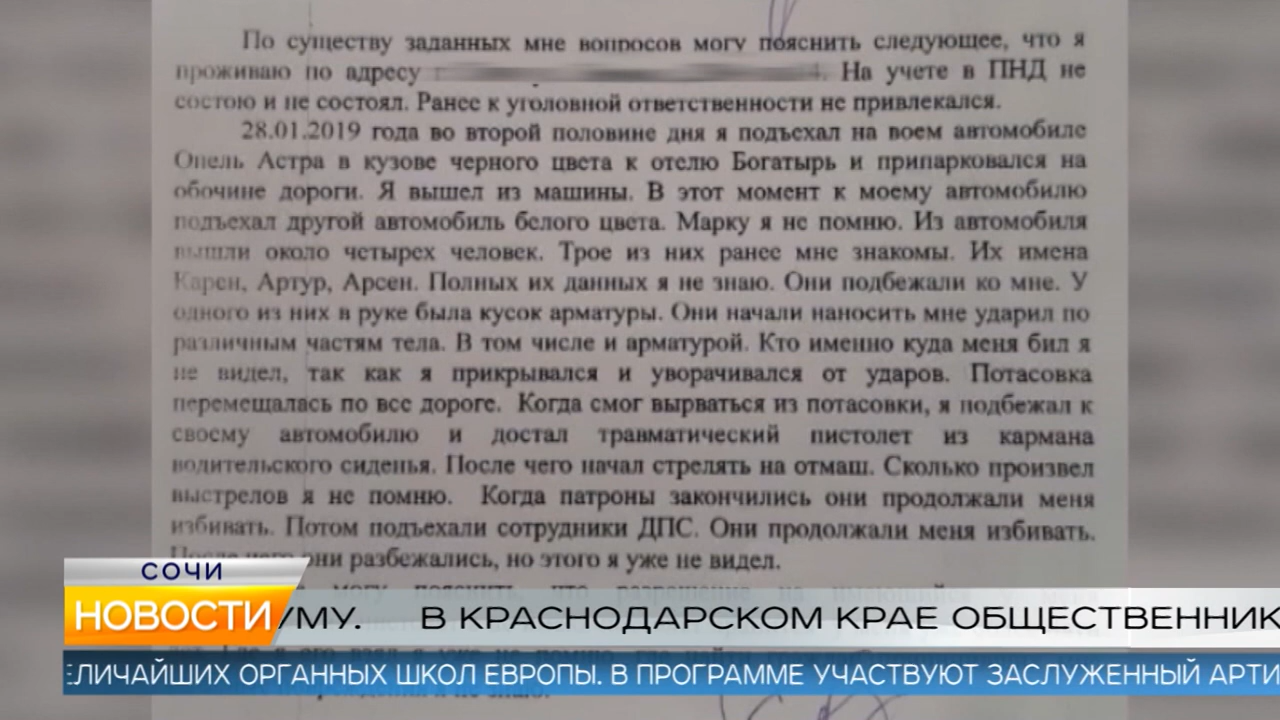 По существу заданных мне вопросов могу пояснить следующее, что я
проживаю по адресу г. На учете в ПНД не
состою и не состоял. Ранее к уголовной ответственности не привлекался.
28.01.2019 года во второй половине дня я подъехал на воем автомобиле
Опель Астра в кузове черного цвета к отелю Богатырь и припарковался на
обочине дороги. Я вышел из машины. В этот момент к моему автомобилю
подъехал другой автомобиль белого цвета. Марку я не помню. Из автомобиля
вышли около четырех человек. Трое из них ранее мне знакомы. Их имена
Карен, Артур, Арсен. Полных их данных я не знаю. Они подбежали ко мне. У
одного из них в руке была кусок арматуры. Они начали наносить мне ударил по
различным частям тела. В том числе и арматурой. Кто именно куда меня бил я
не видел, так как я прикрывался и уворачивался от ударов. Потасовка
перемещалась по все дороге. Когда смог вырваться из потасовки, я подбежал к
своему автомобилю и достал травматический пистолет из кармана
водительского сиденья. После чего начал стрелять на отмаш. Сколько произвел
выстрелов я не помню. Когда патроны закончились они продолжали меня
избивать. Потом подъехали сотрудники ДПС. Они продолжали меня избивать.
После чего они разбежались, но этого я уже не видел.
могу пояснить, что разрешение на
СОЧИ
НОВОСТИ
УМУ. В КРАСНОДАРСКОМ КРАЕ ОБЩЕСТВЕННИК
ЕЛИЧАЙШИХ ОРГАННЫХ ШКОЛ ЕВРОПЫ. В ПРОГРАММЕ УЧАСТВУЮТ ЗАСЛУЖЕННЫЙ АРТИ